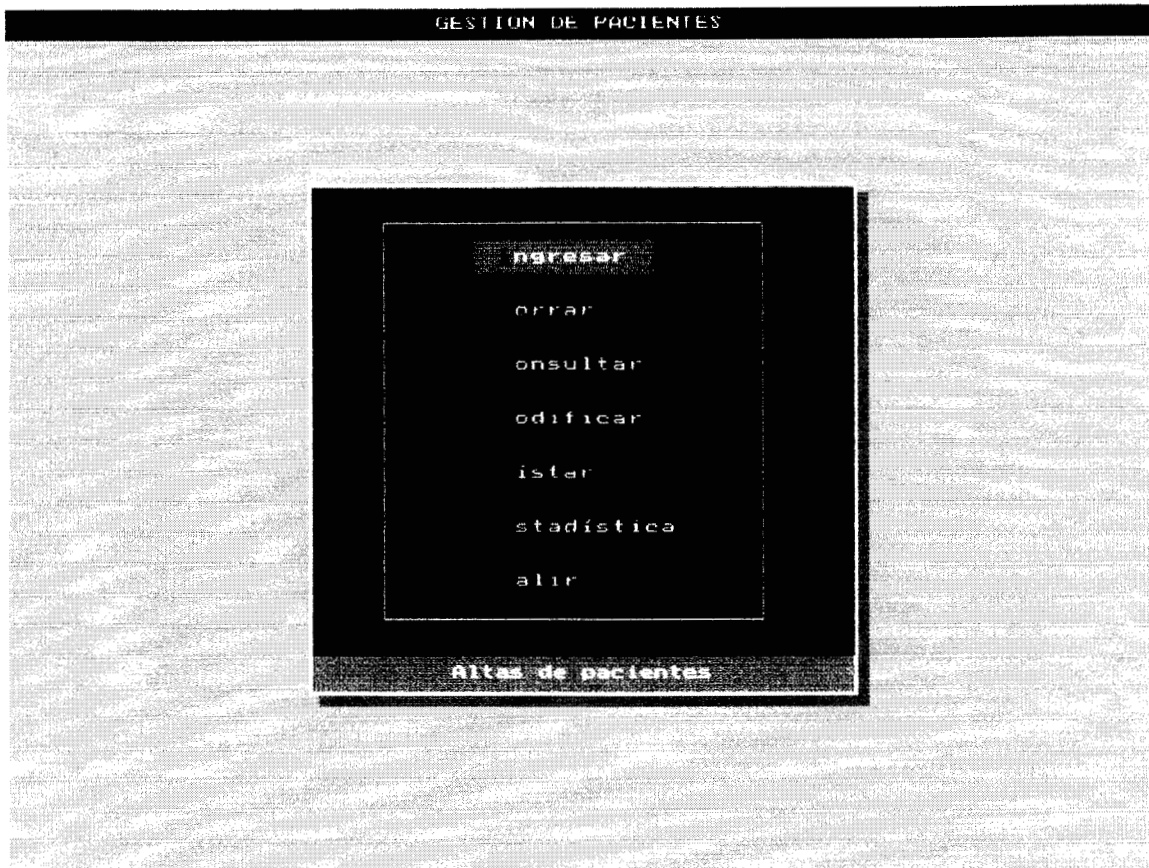 GESTION DE PACIENTES
ngresar
orrar
onsultar
odificar
istar
stadística
alir
Altas de pacientes